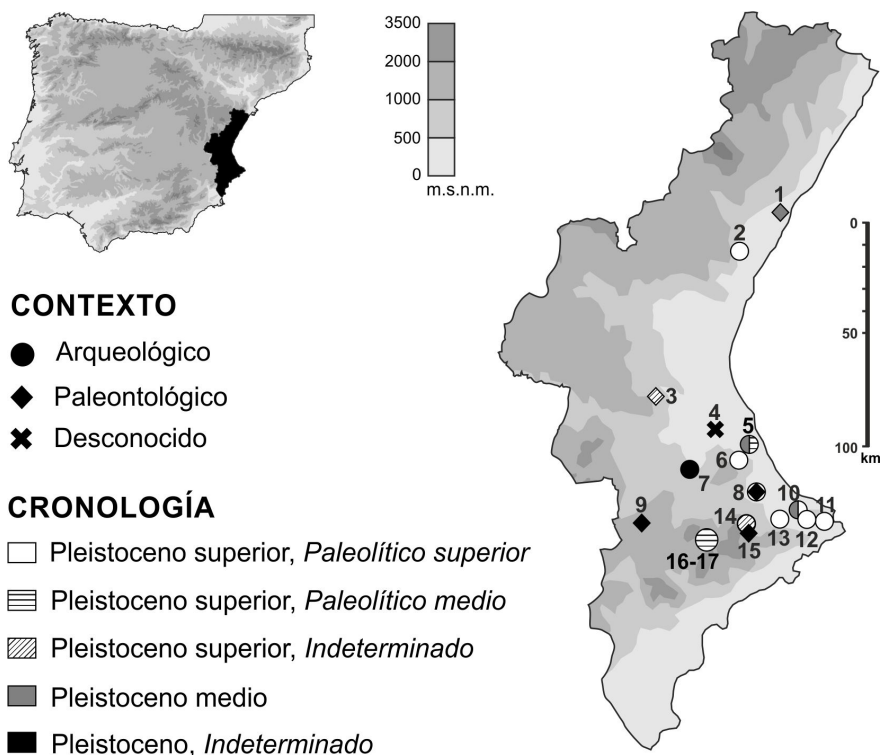 3500
2000
1000
500
0
m.s.n.m.
CONTEXTO
Arqueológico
Paleontológico
Desconocido
CRONOLOGÍA
Pleistoceno superior, Paleolítico superior
Pleistoceno superior, Paleolítico medio
Pleistoceno superior, Indeterminado
Pleistoceno medio
Pleistoceno, Indeterminado
1
2
3
4
5
6
7
8
9
10
11
12
13
14
15
16-17
0
50
100
km